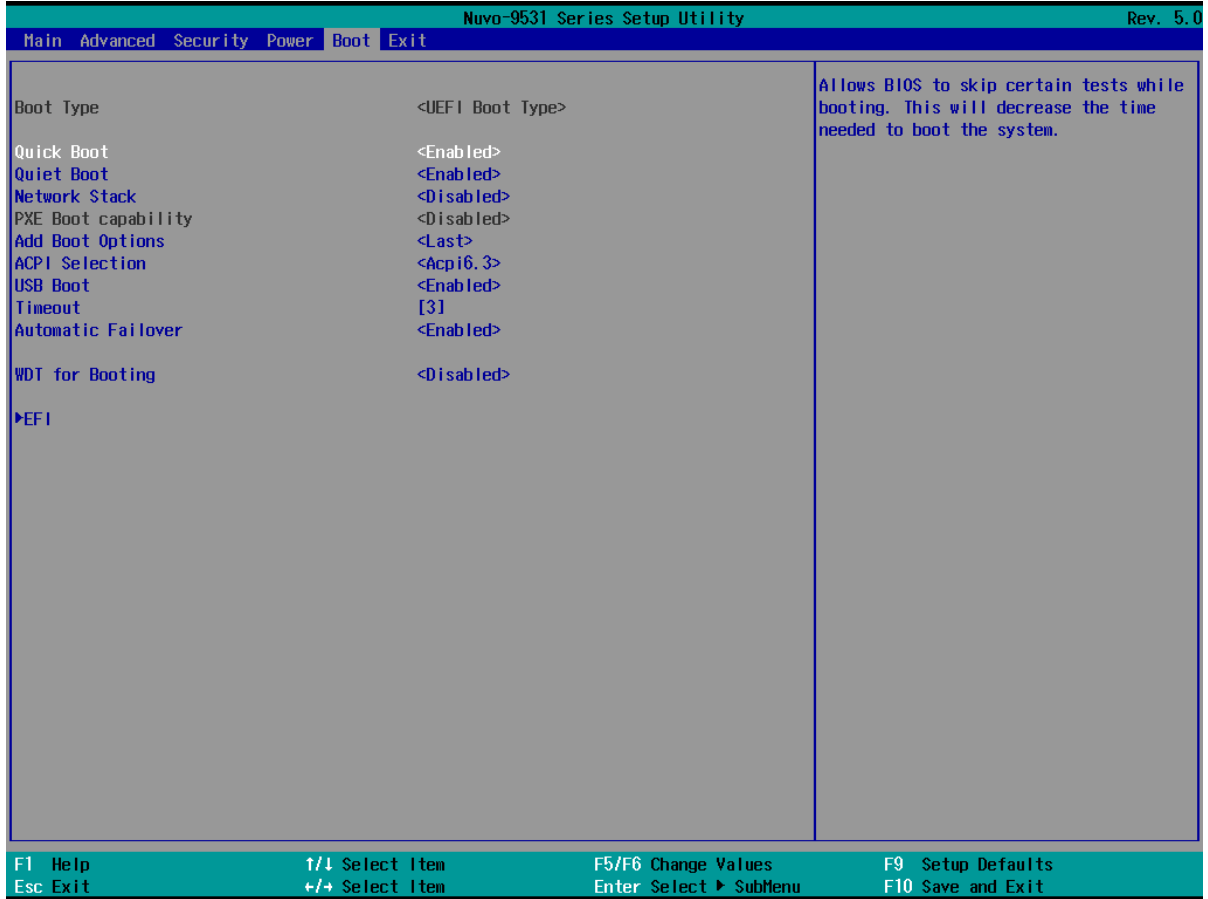 Nuvo-9531 Series Setup Utility Rev. 5.0
Main Advanced Security Power Boot Exit
Boot Type <UEFI Boot Type>
Quick Boot <Enabled>
Quiet Boot <Enabled>
Network Stack <Disabled>
PXE Boot capability <Disabled>
Add Boot Options <Last>
ACPI Selection <Acpi6.3>
USB Boot <Enabled>
Timeout [3]
Automatic Failover <Enabled>
WDT for Booting <Disabled>
►EFI
Allows BIOS to skip certain tests while
booting. This will decrease the time
needed to boot the system.
F1 Help ↑/↓ Select Item F5/F6 Change Values F9 Setup Defaults
Esc Exit ←/→ Select Item Enter Select ► SubMenu F10 Save and Exit